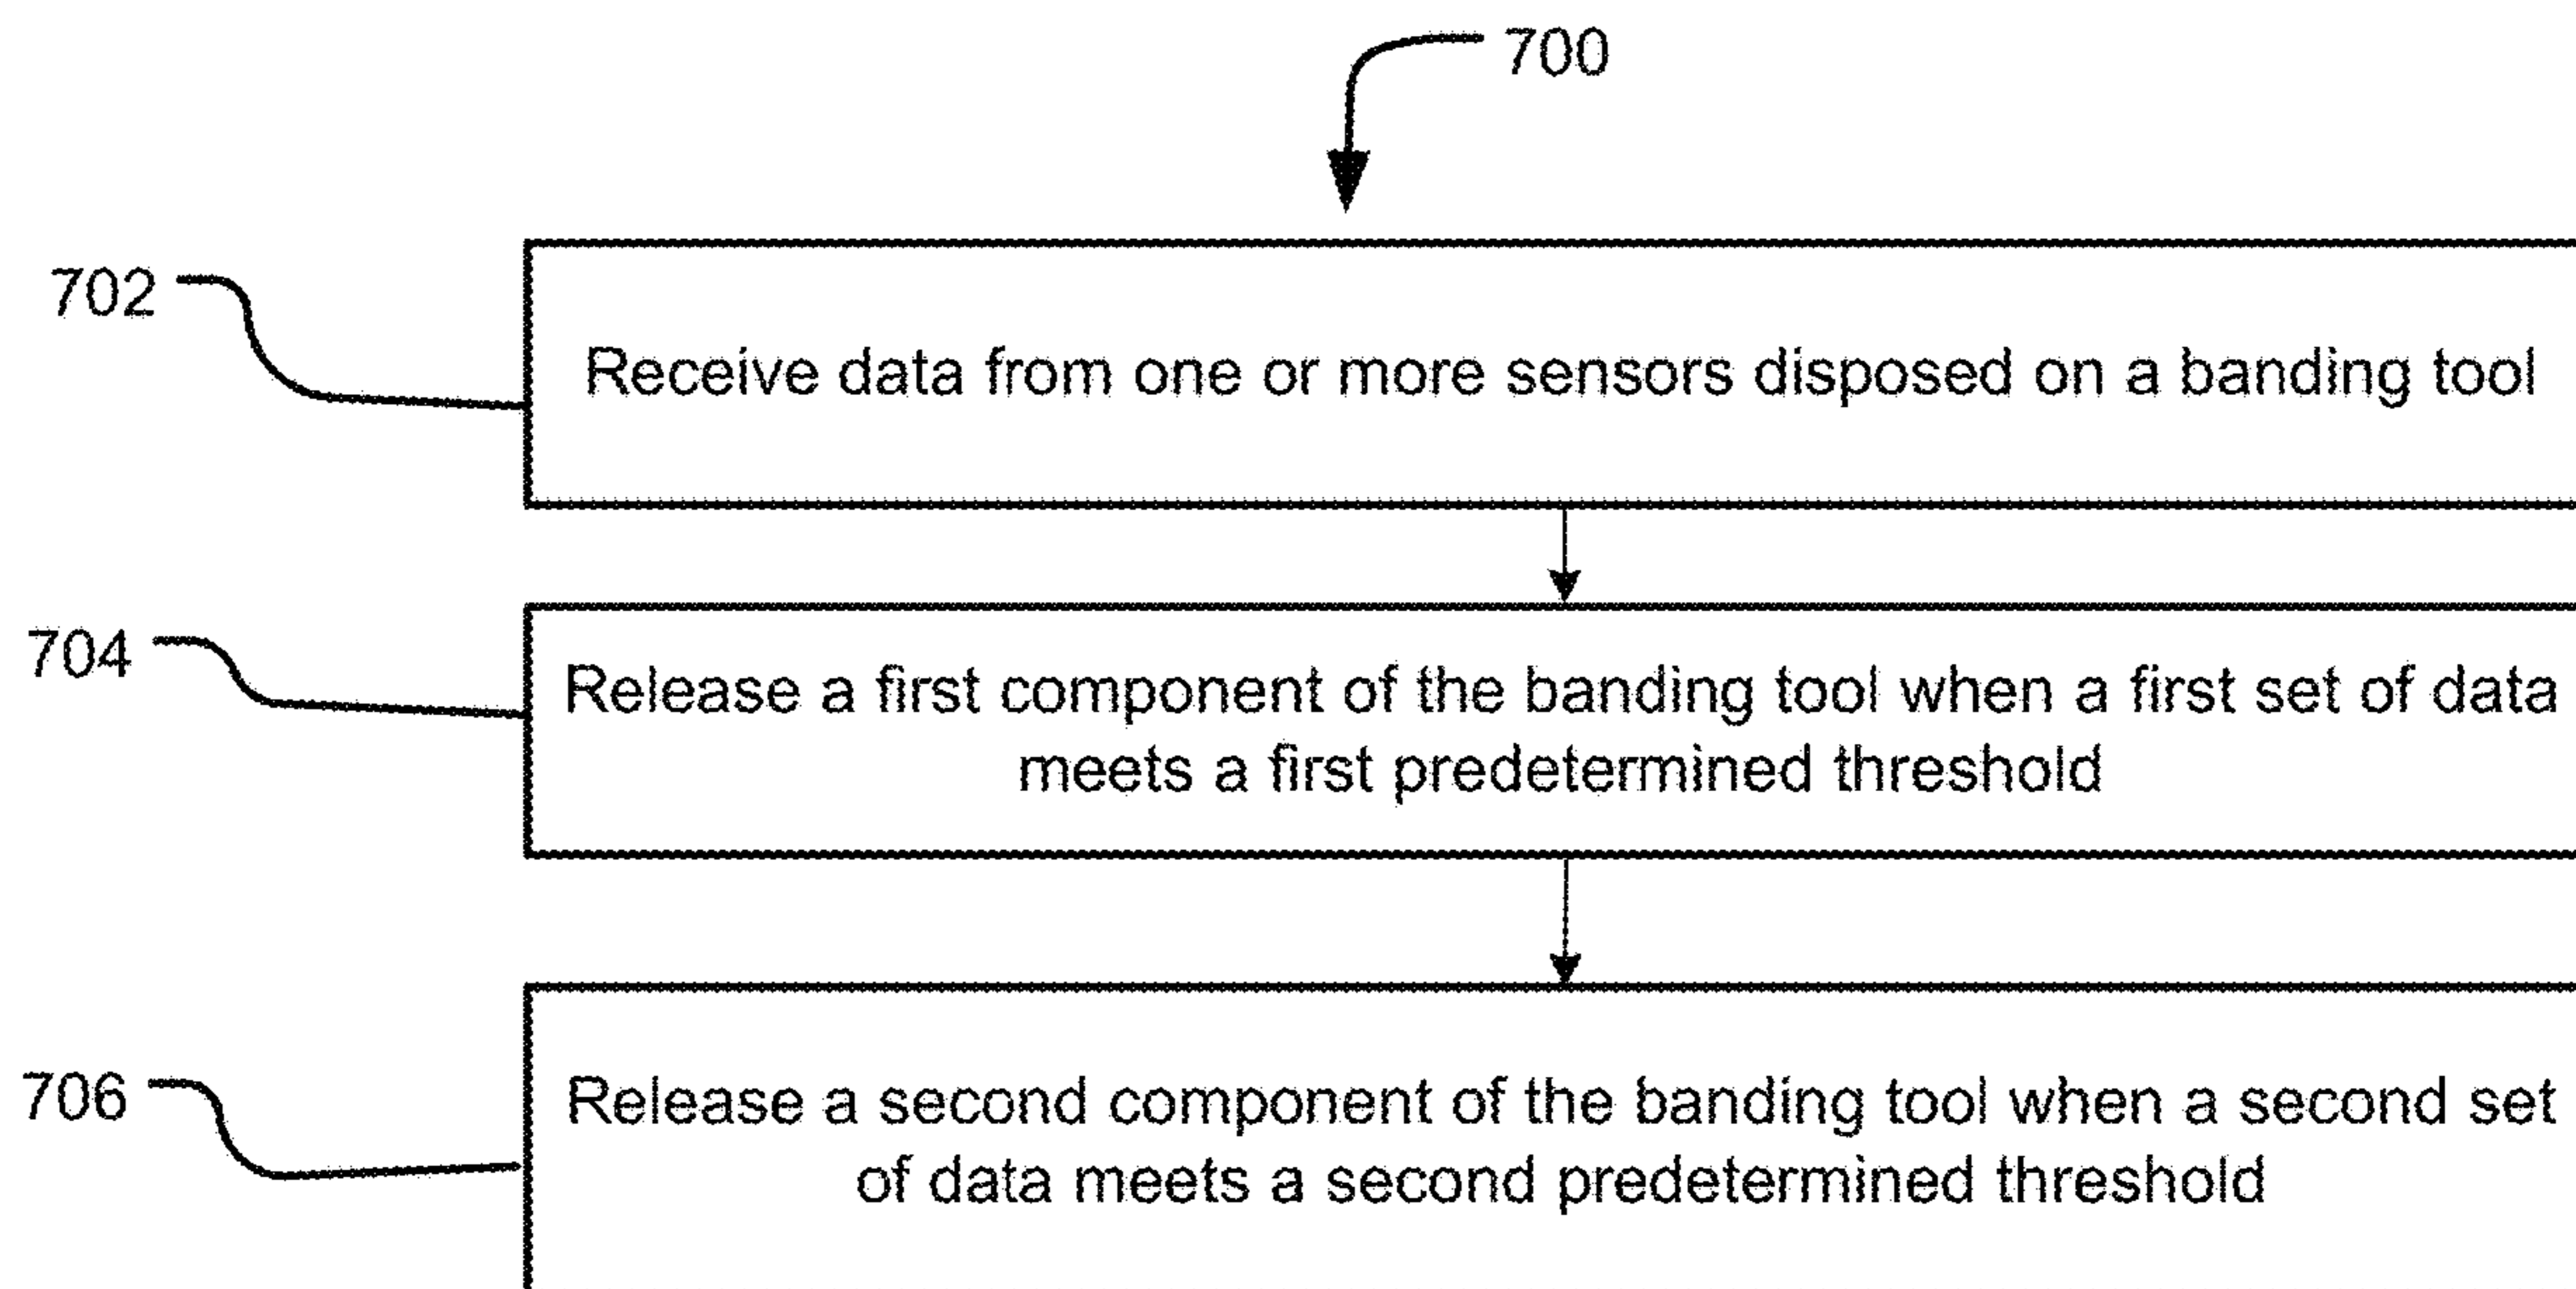 700
702
Receive data from one or more sensors disposed on a banding tool
704
Release a first component of the banding tool when a first set of data
meets a first predetermined threshold
706
Release a second component of the banding tool when a second set
of data meets a second predetermined threshold